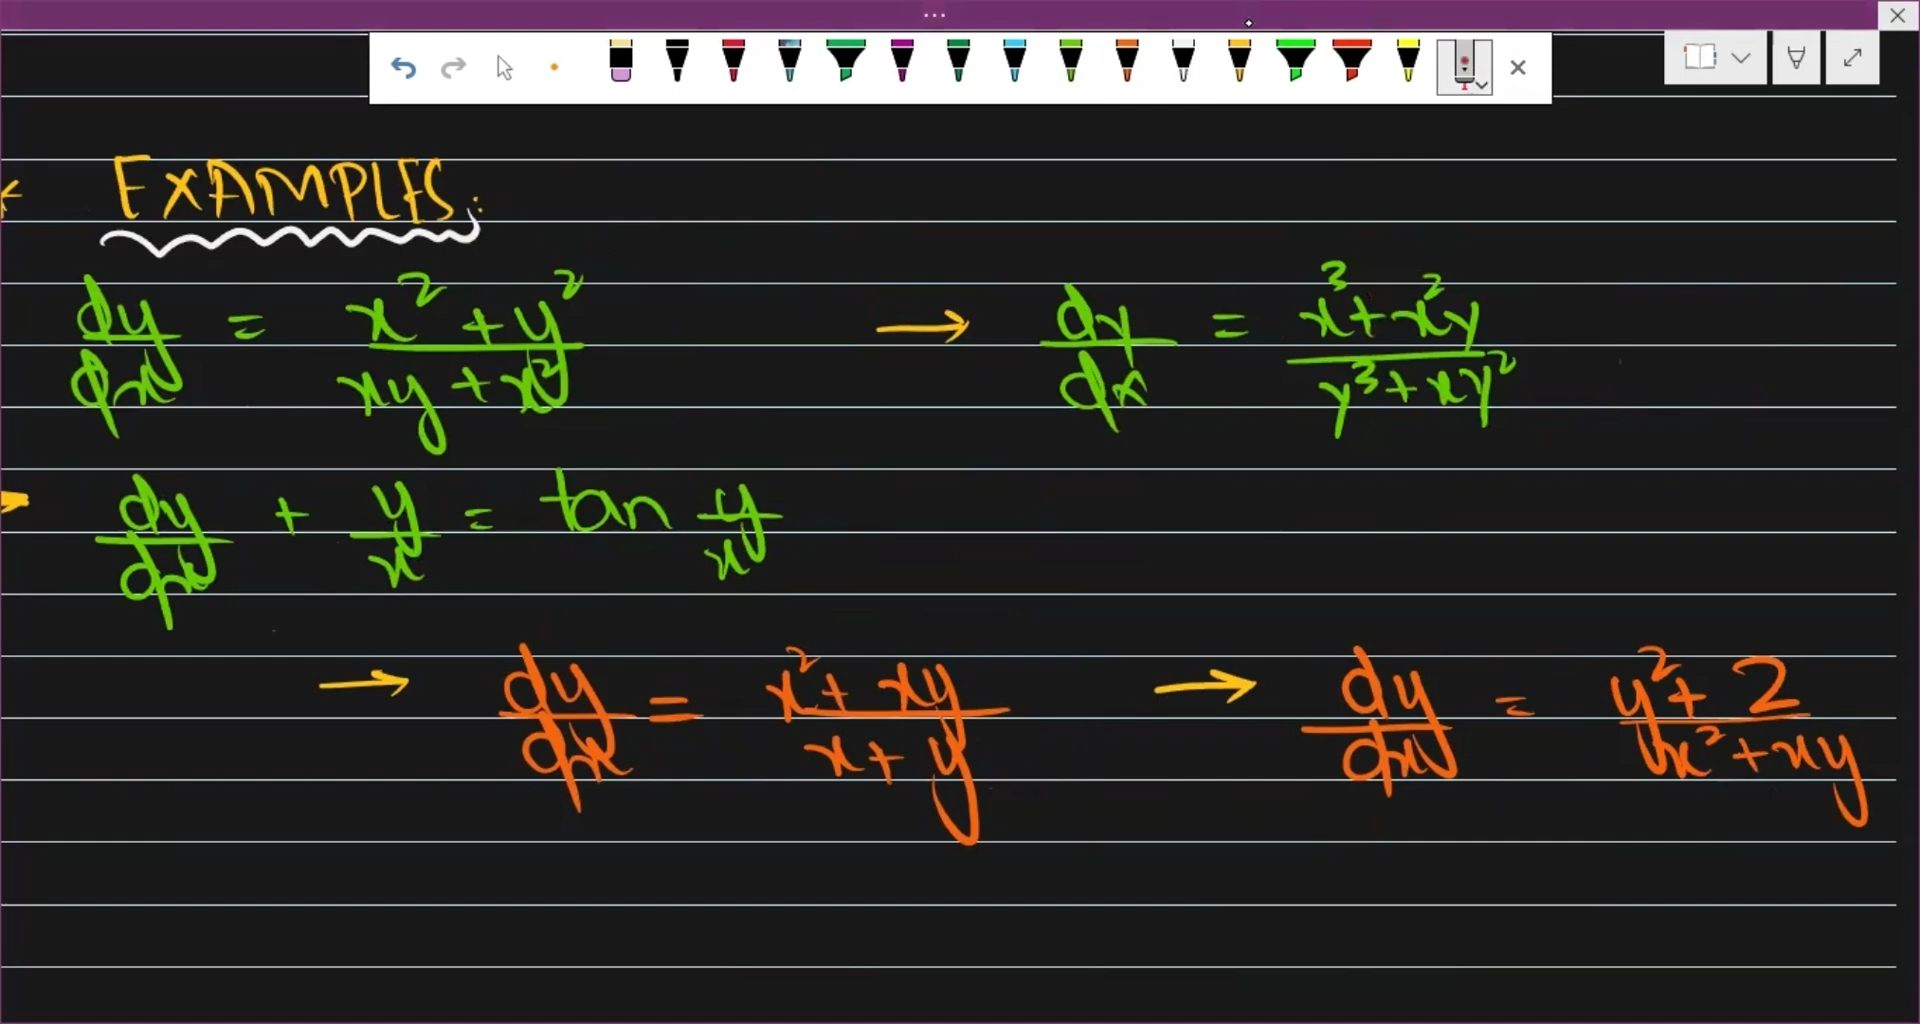 * EXAMPLES:
dy/dx = (x² + y²)/(xy + x²) → dy/dx = (x³ + x²y)/(y³ + xy²)
→ dy/dx + y/x = tan y/x
→ dy/dx = (x² + xy)/(x + y) → dy/dx = (y² + 2)/(x² + xy)